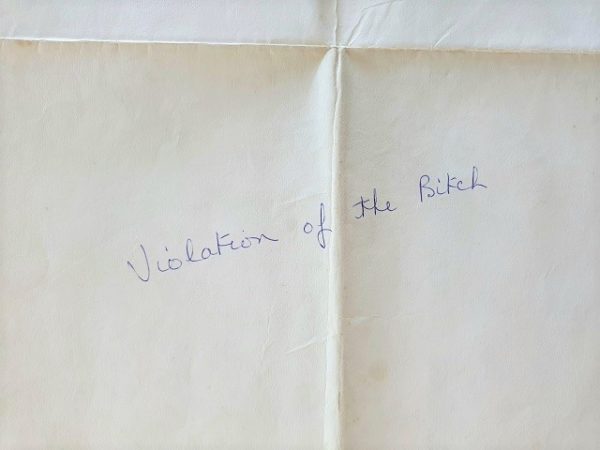 Violation of the Bitch